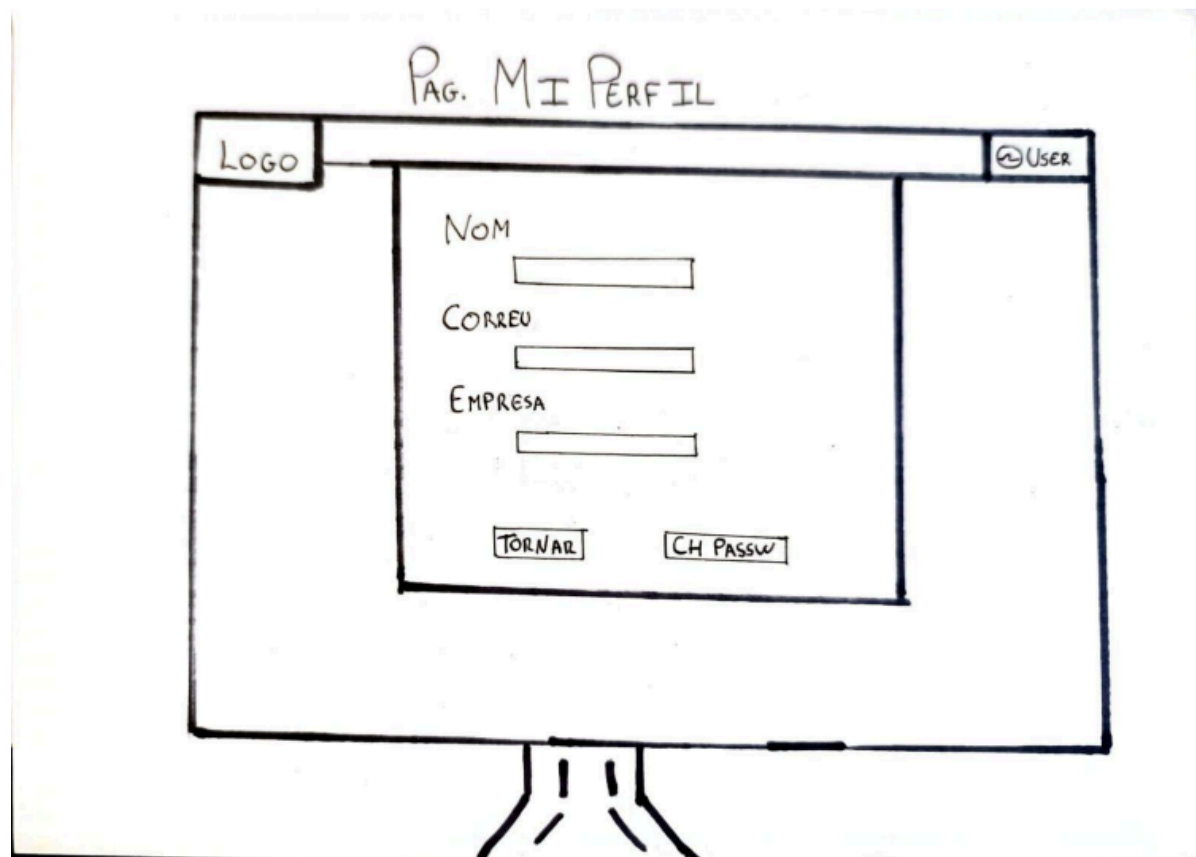 PAG. MI PERFIL
LOGO
USER
NOM
CORREU
EMPRESA
TORNAR
CH PASSW